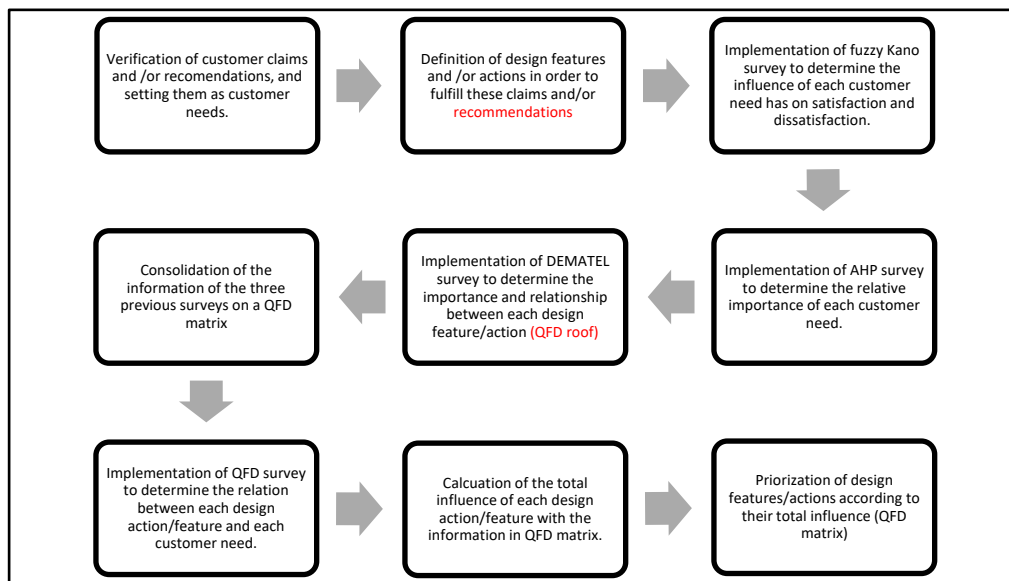 Verification of customer claims
and /or recomendations, and
setting them as customer
needs.
Definition of design features
and /or actions in order to
fulfill these claims and/or
recommendations
Implementation of fuzzy Kano
survey to determine the
influence of each customer
need has on satisfaction and
dissatisfaction.
Implementation of AHP survey
to determine the relative
importance of each customer
need.
Implementation of DEMATEL
survey to determine the
importance and relationship
between each design
feature/action (QFD roof)
Consolidation of the
information of the three
previous surveys on a QFD
matrix
Implementation of QFD survey
to determine the relation
between each design
action/feature and each
customer need.
Calcuation of the total
influence of each design
action/feature with the
information in QFD matrix.
Priorization of design
features/actions according to
their total influence (QFD
matrix)